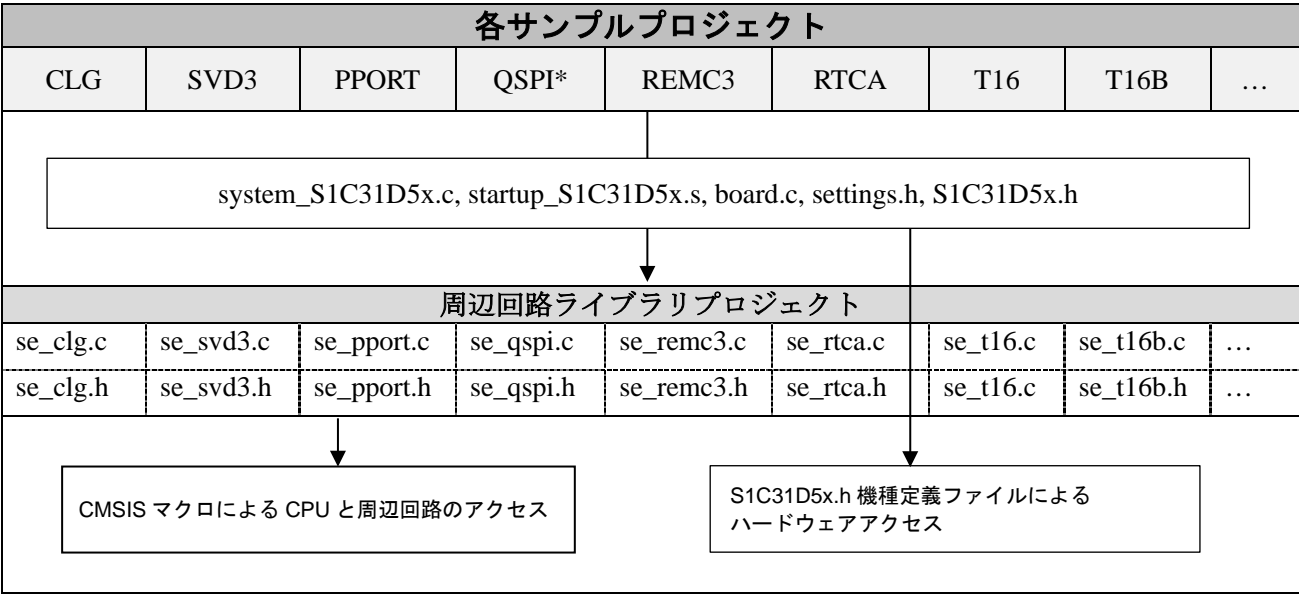 各サンプルプロジェクト
CLG SVD3 PPORT QSPI* REMC3 RTCA T16 T16B …
system_S1C31D5x.c, startup_S1C31D5x.s, board.c, settings.h, S1C31D5x.h
周辺回路ライブラリプロジェクト
se_clg.c se_svd3.c se_pport.c se_qspi.c se_remc3.c se_rtca.c se_t16.c se_t16b.c …
se_clg.h se_svd3.h se_pport.h se_qspi.h se_remc3.h se_rtca.h se_t16.c se_t16b.h …
CMSIS マクロによる CPU と周辺回路のアクセス
S1C31D5x.h 機種定義ファイルによる
ハードウェアアクセス